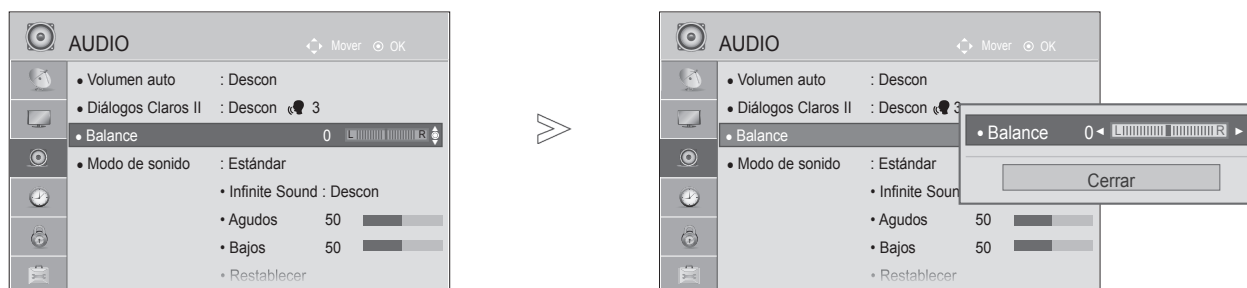 AUDIO
Mover OK
• Volumen auto : Descon
• Diálogos Claros II : Descon 3
• Balance 0 L R
• Modo de sonido : Estándar
• Infinite Sound : Descon
• Agudos 50
• Bajos 50
• Restablecer
>
AUDIO
Mover OK
• Volumen auto : Descon
• Diálogos Claros II : Descon 3
• Balance
• Modo de sonido : Estándar
• Infinite Soun
• Agudos 50
• Bajos 50
• Restablecer
• Balance 0 L R
Cerrar